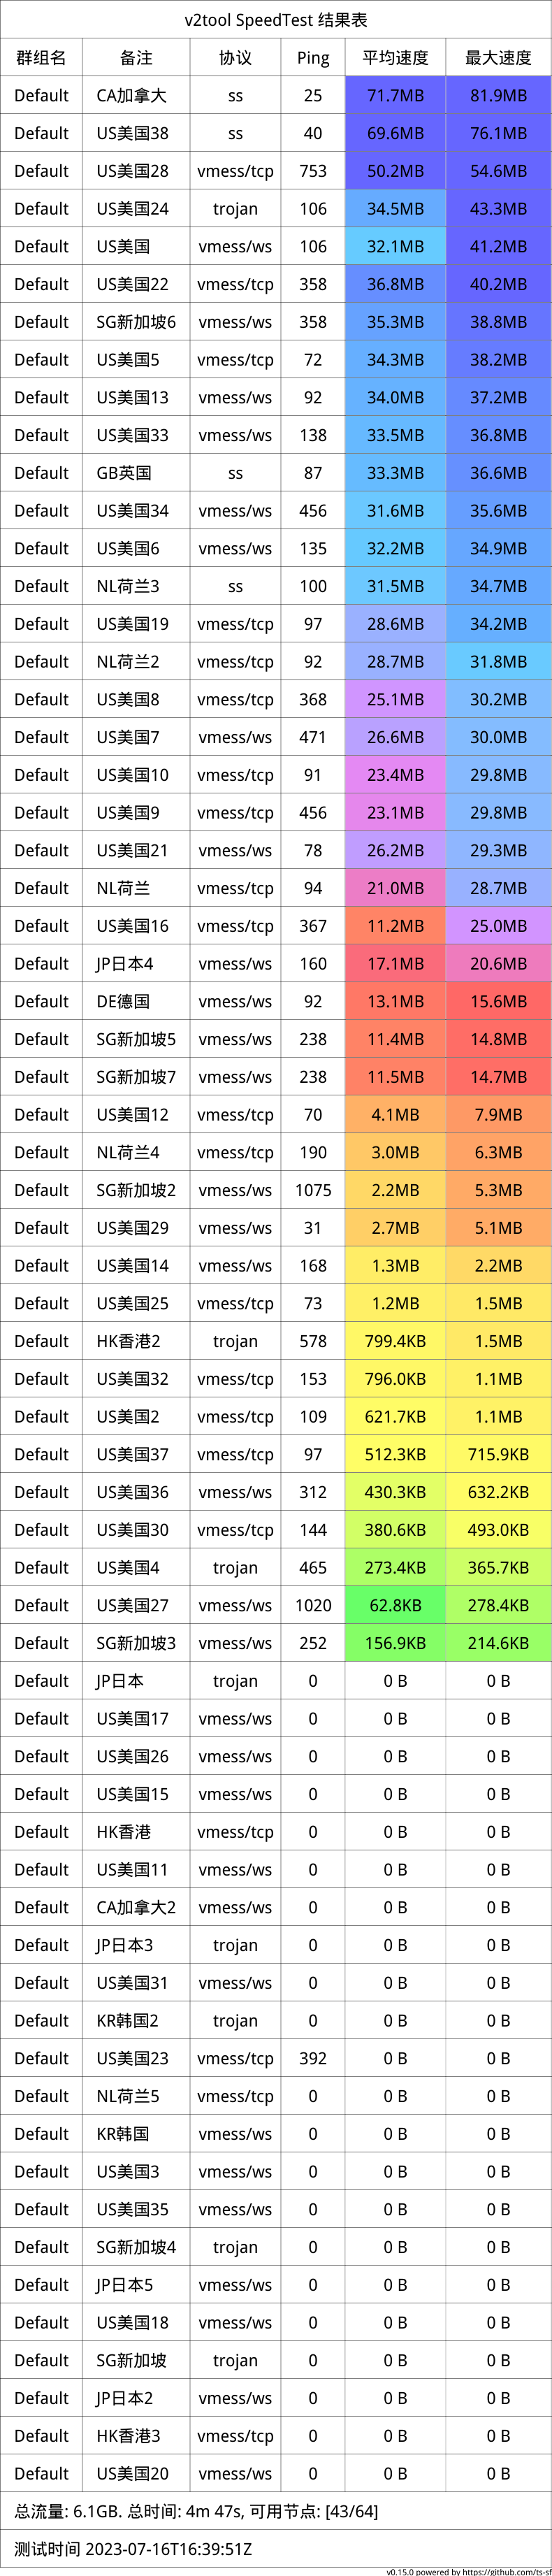 v2tool SpeedTest 结果表
群组名 备注 协议 Ping 平均速度 最大速度
Default CA加拿大 ss 25 71.7MB 81.9MB
Default US美国38 ss 40 69.6MB 76.1MB
Default US美国28 vmess/tcp 753 50.2MB 54.6MB
Default US美国24 trojan 106 34.5MB 43.3MB
Default US美国 vmess/ws 106 32.1MB 41.2MB
Default US美国22 vmess/tcp 358 36.8MB 40.2MB
Default SG新加坡6 vmess/ws 358 35.3MB 38.8MB
Default US美国5 vmess/tcp 72 34.3MB 38.2MB
Default US美国13 vmess/ws 92 34.0MB 37.2MB
Default US美国33 vmess/ws 138 33.5MB 36.8MB
Default GB英国 ss 87 33.3MB 36.6MB
Default US美国34 vmess/ws 456 31.6MB 35.6MB
Default US美国6 vmess/ws 135 32.2MB 34.9MB
Default NL荷兰3 ss 100 31.5MB 34.7MB
Default US美国19 vmess/tcp 97 28.6MB 34.2MB
Default NL荷兰2 vmess/tcp 92 28.7MB 31.8MB
Default US美国8 vmess/tcp 368 25.1MB 30.2MB
Default US美国7 vmess/ws 471 26.6MB 30.0MB
Default US美国10 vmess/tcp 91 23.4MB 29.8MB
Default US美国9 vmess/tcp 456 23.1MB 29.8MB
Default US美国21 vmess/ws 78 26.2MB 29.3MB
Default NL荷兰 vmess/tcp 94 21.0MB 28.7MB
Default US美国16 vmess/tcp 367 11.2MB 25.0MB
Default JP日本4 vmess/ws 160 17.1MB 20.6MB
Default DE德国 vmess/ws 92 13.1MB 15.6MB
Default SG新加坡5 vmess/ws 238 11.4MB 14.8MB
Default SG新加坡7 vmess/ws 238 11.5MB 14.7MB
Default US美国12 vmess/tcp 70 4.1MB 7.9MB
Default NL荷兰4 vmess/tcp 190 3.0MB 6.3MB
Default SG新加坡2 vmess/ws 1075 2.2MB 5.3MB
Default US美国29 vmess/ws 31 2.7MB 5.1MB
Default US美国14 vmess/ws 168 1.3MB 2.2MB
Default US美国25 vmess/tcp 73 1.2MB 1.5MB
Default HK香港2 trojan 578 799.4KB 1.5MB
Default US美国32 vmess/tcp 153 796.0KB 1.1MB
Default US美国2 vmess/tcp 109 621.7KB 1.1MB
Default US美国37 vmess/tcp 97 512.3KB 715.9KB
Default US美国36 vmess/ws 312 430.3KB 632.2KB
Default US美国30 vmess/tcp 144 380.6KB 493.0KB
Default US美国4 trojan 465 273.4KB 365.7KB
Default US美国27 vmess/ws 1020 62.8KB 278.4KB
Default SG新加坡3 vmess/ws 252 156.9KB 214.6KB
Default JP日本 trojan 0 0 B 0 B
Default US美国17 vmess/ws 0 0 B 0 B
Default US美国26 vmess/ws 0 0 B 0 B
Default US美国15 vmess/ws 0 0 B 0 B
Default HK香港 vmess/tcp 0 0 B 0 B
Default US美国11 vmess/ws 0 0 B 0 B
Default CA加拿大2 vmess/ws 0 0 B 0 B
Default JP日本3 trojan 0 0 B 0 B
Default US美国31 vmess/ws 0 0 B 0 B
Default KR韩国2 trojan 0 0 B 0 B
Default US美国23 vmess/tcp 392 0 B 0 B
Default NL荷兰5 vmess/tcp 0 0 B 0 B
Default KR韩国 vmess/ws 0 0 B 0 B
Default US美国3 vmess/ws 0 0 B 0 B
Default US美国35 vmess/ws 0 0 B 0 B
Default SG新加坡4 trojan 0 0 B 0 B
Default JP日本5 vmess/ws 0 0 B 0 B
Default US美国18 vmess/ws 0 0 B 0 B
Default SG新加坡 trojan 0 0 B 0 B
Default JP日本2 vmess/ws 0 0 B 0 B
Default HK香港3 vmess/tcp 0 0 B 0 B
Default US美国20 vmess/ws 0 0 B 0 B
总流量: 6.1GB. 总时间: 4m 47s, 可用节点: [43/64]
测试时间 2023-07-16T16:39:51Z
v0.15.0 powered by https://github.com/ts-sf